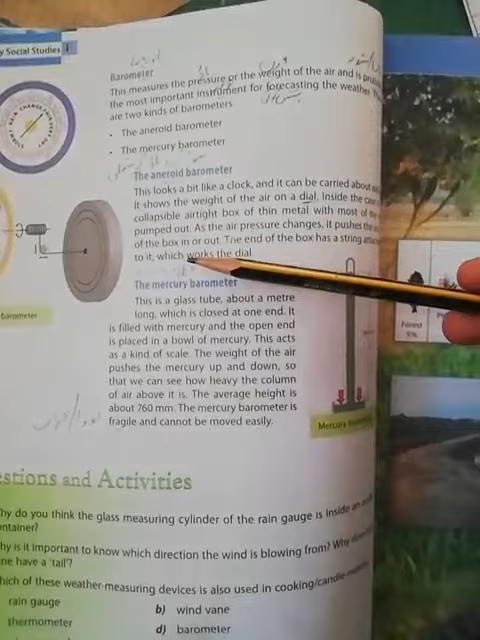 y Social Studies
Barometer
This measures the pressure or the weight of the air and is
the most important instrument for forecasting the weather.
are two kinds of barometers
• The aneroid barometer
• The mercury barometer
The aneroid barometer
This looks a bit like a clock, and it can be carried about
it shows the weight of the air on a dial. Inside the
collapsible airtight box of thin metal with most of
pumped out. As the air pressure changes, it pushes the
of the box in or out. The end of the box has a string
to it, which works the dial
barometer
The mercury barometer
This is a glass tube, about a metre
long, which is closed at one end. It
is filled with mercury and the open end
is placed in a bowl of mercury. This acts
as a kind of scale. The weight of the air
pushes the mercury up and down, so
that we can see how heavy the column
of air above it is. The average height is
about 760 mm. The mercury barometer is
fragile and cannot be moved easily.
Mercury
Forest
estions and Activities
hy do you think the glass measuring cylinder of the rain gauge is inside an
ntainer?
hy is it important to know which direction the wind is blowing from? Why
ne have a 'tail'?
hich of these weather-measuring devices is also used in cooking/candle-
rain gauge
b) wind vane
thermometer
d) barometer